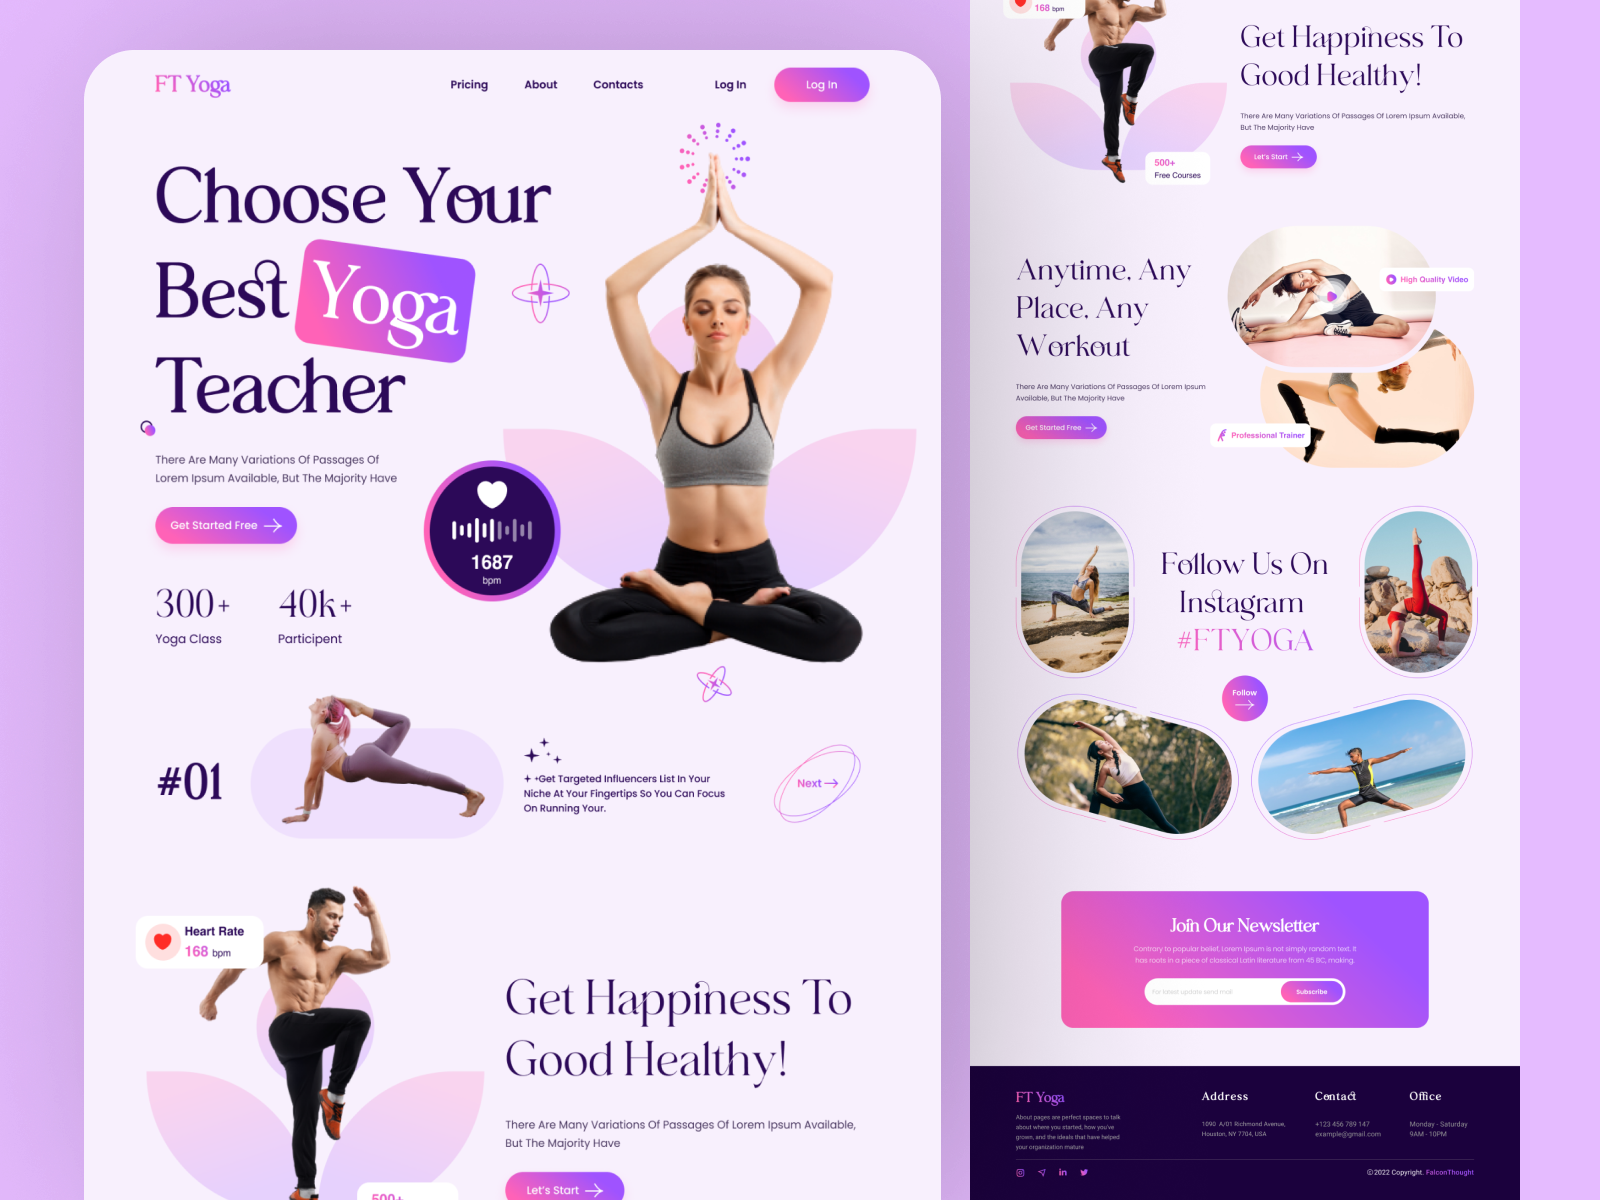 FT Yoga
Pricing
About
Contacts
Log In
Log In
Choose Your
Best Yoga
Teacher
There Are Many Variations Of Passages Of
Lorem Ipsum Available, But The Majority Have
Get Started Free
300+
Yoga Class
40k+
Participent
1687
bpm
#01
Get Targeted Influencers List In Your
Niche At Your Fingertips So You Can Focus
On Running Your.
Next
Heart Rate
168 bpm
Get Happiness To
Good Healthy!
There Are Many Variations Of Passages Of Lorem Ipsum Available,
But The Majority Have
Let's Start
500+
168 bpm
Get Happiness To
Good Healthy!
There Are Many Variations Of Passages Of Lorem Ipsum Available,
But The Majority Have
Let's Start
500+
Free Courses
Anytime, Any
Place, Any
Workout
There Are Many Variations Of Passages Of Lorem Ipsum
Available, But The Majority Have
Get Started Free
High Quality Video
Professional Trainer
Follow Us On
Instagram
#FTYOGA
Follow
Join Our Newsletter
Contrary to popular belief, Lorem Ipsum is not simply random text. It
has roots in a piece of classical Latin literature from 45 BC, making.
For latest update send mail
Subscribe
FT Yoga
About pages are perfect spaces to talk
about where you started, how you've
grown, and the ideals that have helped
your organization mature
Address
1090 A/01 Richmond Avenue,
Houston, NY 7704, USA
Contact
+123 456 789 147
example@gmail.com
Office
Monday - Saturday
9AM - 10PM
©2022 Copyright. FalconThought